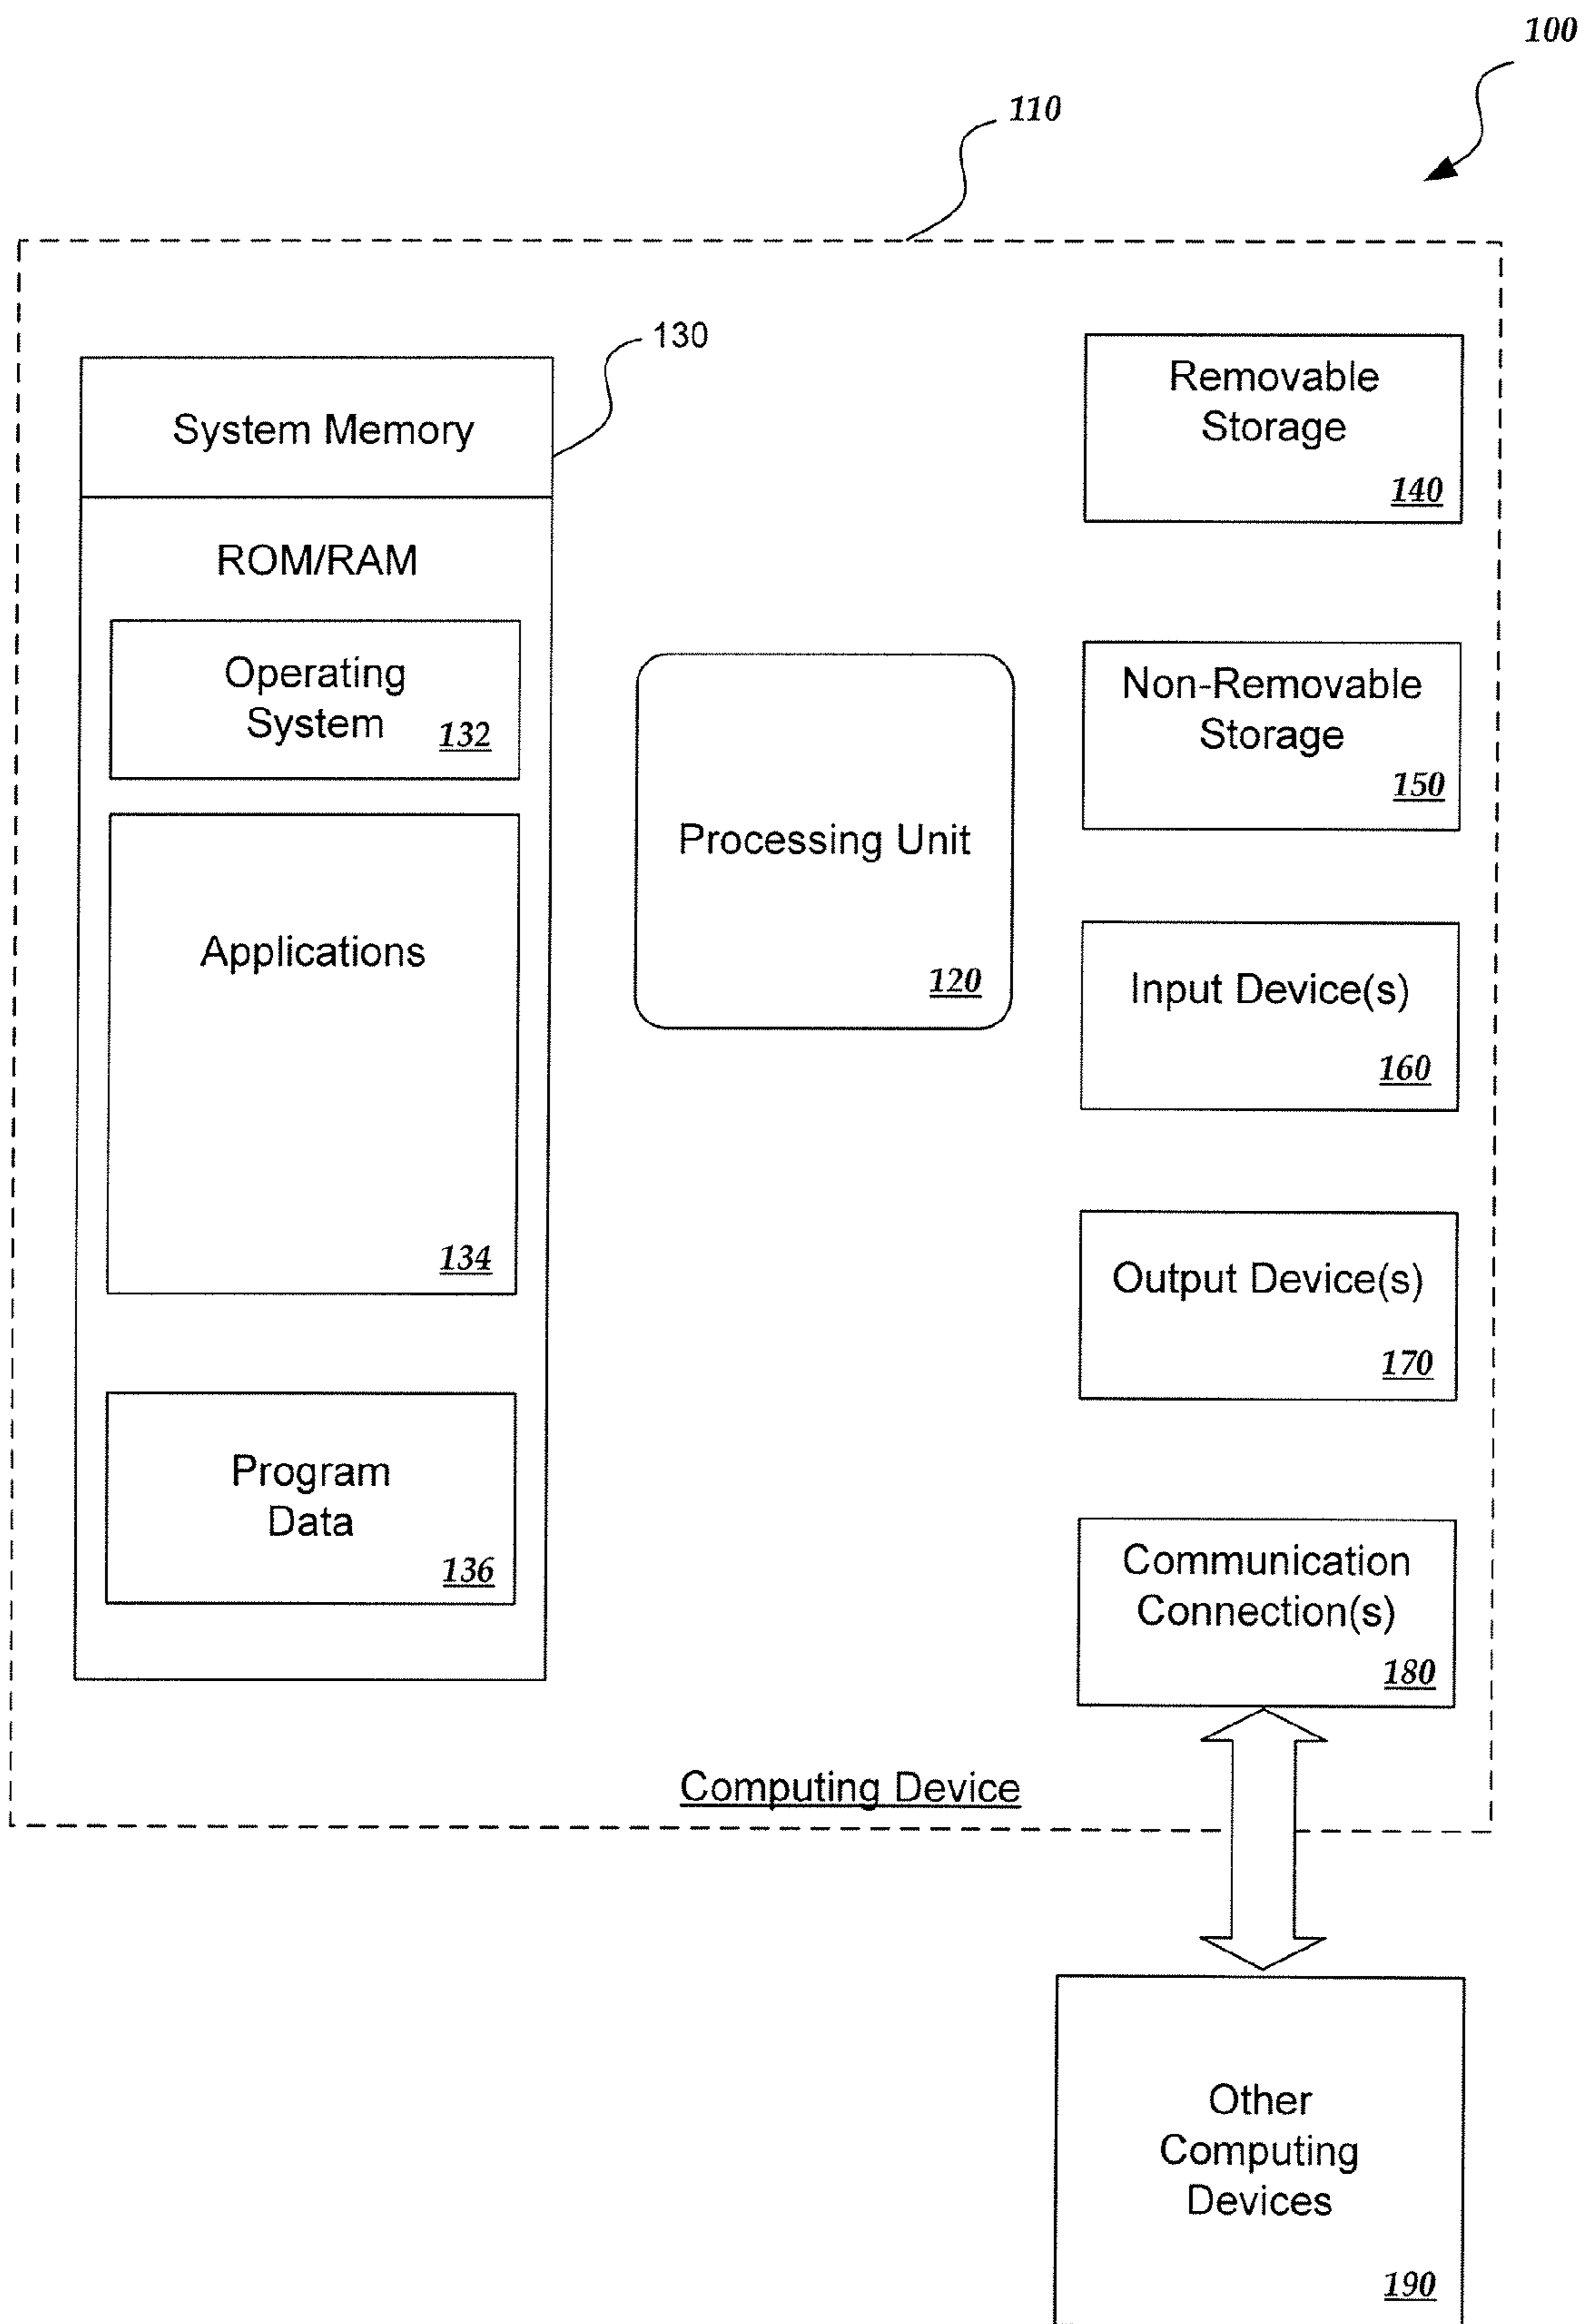 100
110
130
System Memory
ROM/RAM
Operating
System
132
Applications
134
Program
Data
136
Processing Unit
120
Removable
Storage
140
Non-Removable
Storage
150
Input Device(s)
160
Output Device(s)
170
Communication
Connection(s)
180
Computing Device
Other
Computing
Devices
190